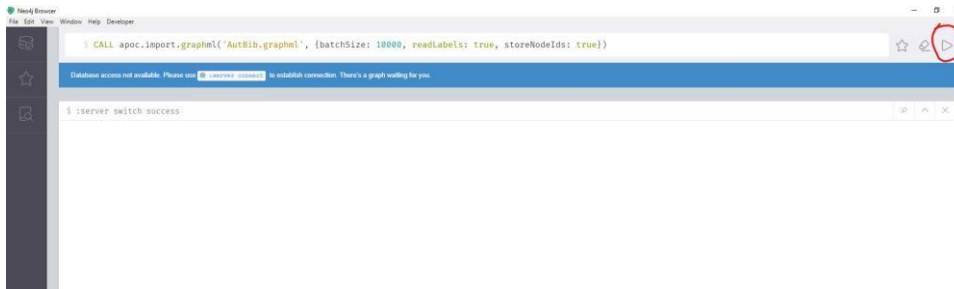 Neo4j Browser
File Edit View Window Help Developer
$ CALL apoc.import.graphml('AutBib.graphml', {batchSize: 10000, readLabels: true, storeNodeIds: true})
Database access not available. Please use :server connect to establish connection. There's a graph waiting for you.
$ :server switch success